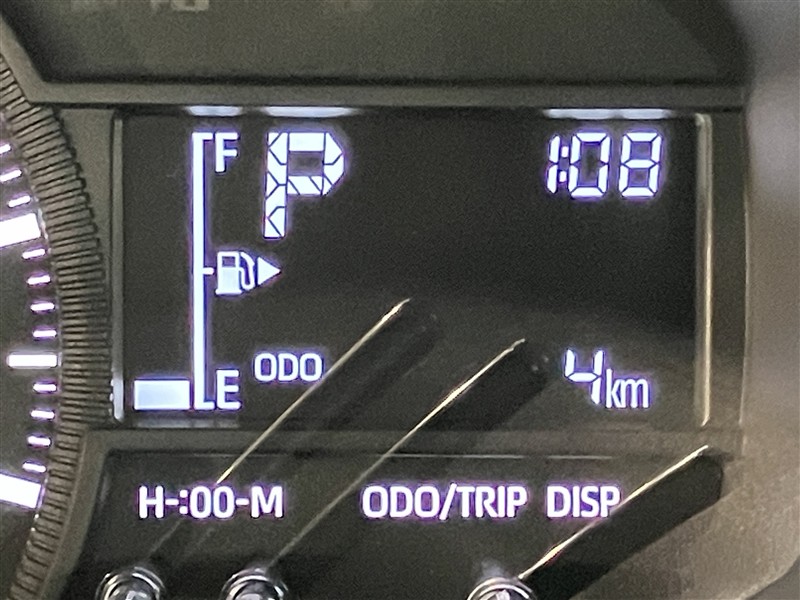 F P 1:08
ODO
E 4km
H-:00-M ODO/TRIP DISP